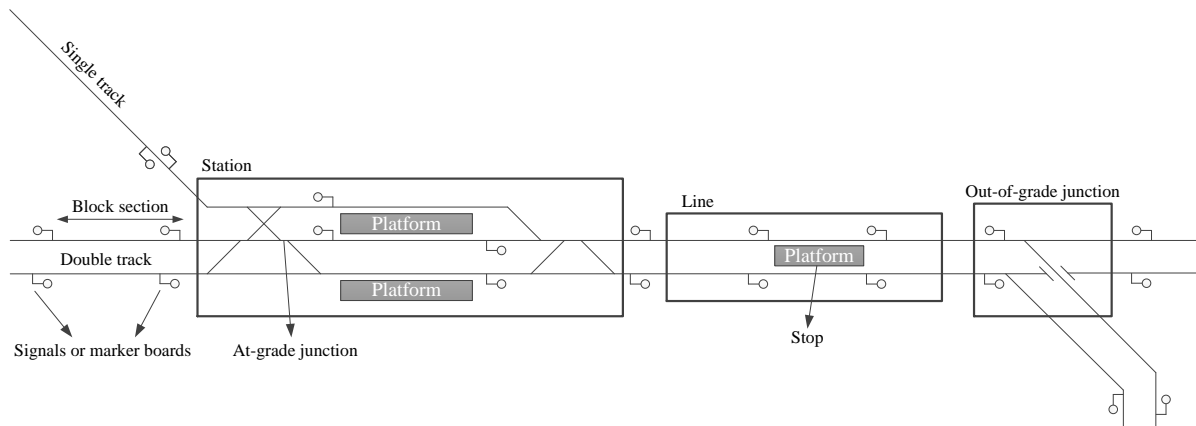 Single track
Station
Block section
Platform
Line
Out-of-grade junction
Double track
Platform
Platform
Signals or marker boards
At-grade junction
Stop